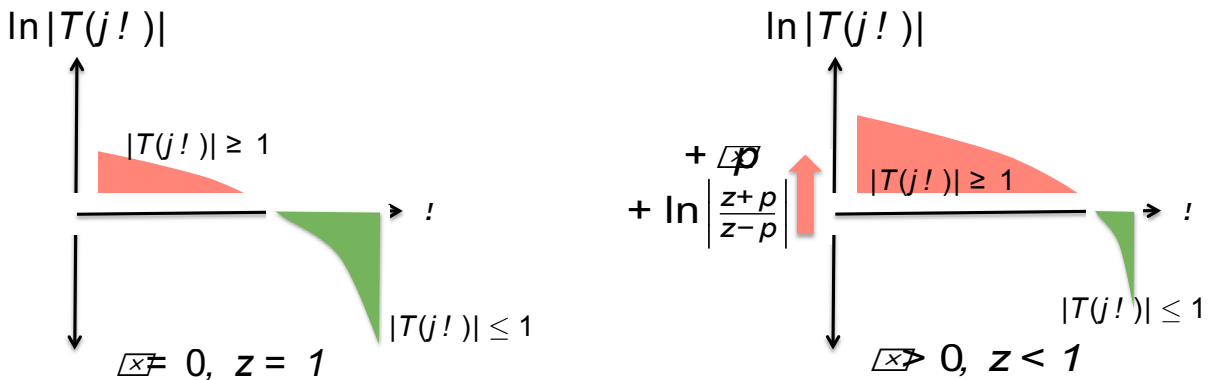 ln |T(j ! )|
|T(j ! )| ≥ 1
!
|T(j ! )| ≤ 1
= 0, z = 1
ln |T(j ! )|
+ p
+ ln |z+ p / z− p|
|T(j ! )| ≥ 1
!
|T(j ! )| ≤ 1
> 0, z < 1